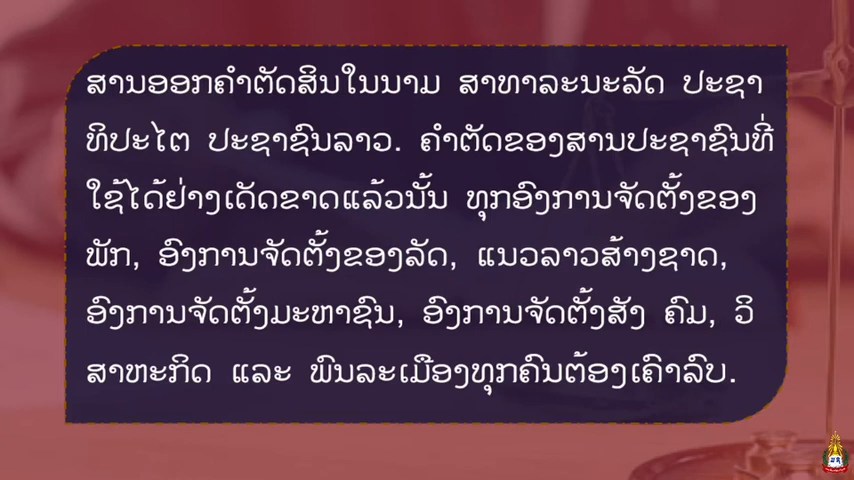 ສານອອກຄຳຕັດສິນໃນນາມ ສາທາລະນະລັດ ປະຊາ
ທິປະໄຕ ປະຊາຊົນລາວ. ຄຳຕັດຂອງສານປະຊາຊົນທີ່
ໃຊ້ໄດ້ຢ່າງເດັດຂາດແລ້ວນັ້ນ ທຸກອົງການຈັດຕັ້ງຂອງ
ພັກ, ອົງການຈັດຕັ້ງຂອງລັດ, ແນວລາວສ້າງຊາດ,
ອົງການຈັດຕັ້ງມະຫາຊົນ, ອົງການຈັດຕັ້ງສັງ ຄົມ, ວິ
ສາຫະກິດ ແລະ ພົນລະເມືອງທຸກຄົນຕ້ອງເຄົາລົບ.